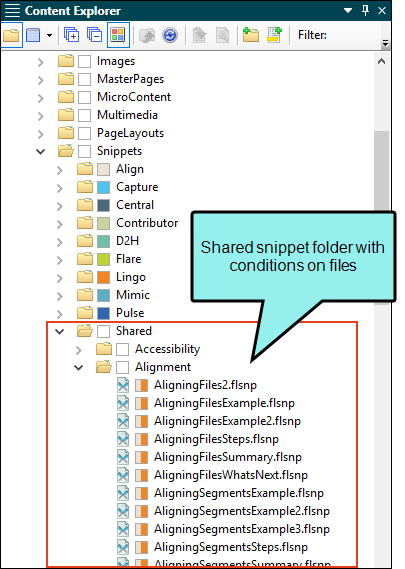 Content Explorer
Filter:
Images
MasterPages
MicroContent
Multimedia
PageLayouts
Snippets
Align
Capture
Central
Contributor
D2H
Flare
Lingo
Mimic
Pulse
Shared snippet folder with
conditions on files
Shared
Accessibility
Alignment
AligningFiles2.flsnp
AligningFilesExample.flsnp
AligningFilesExample2.flsnp
AligningFilesSteps.flsnp
AligningFilesSummary.flsnp
AligningFilesWhatsNext.flsnp
AligningSegmentsExample.flsnp
AligningSegmentsExample2.flsnp
AligningSegmentsExample3.flsnp
AligningSegmentsSteps.flsnp
AligningSegmentsSummary.flsnp